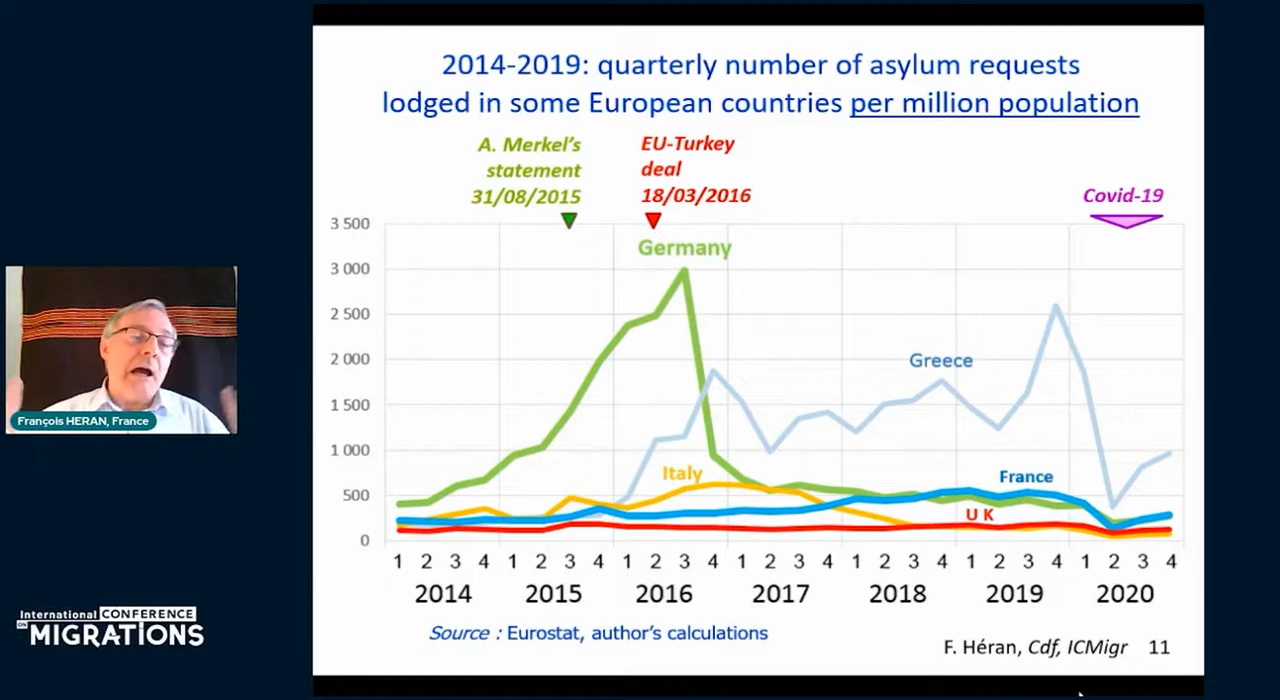 2014-2019: quarterly number of asylum requests
lodged in some European countries per million population
A. Merkel's
statement
31/08/2015
EU-Turkey
deal
18/03/2016
Covid-19
3 500
3 000
2 500
2 000
1 500
1 000
500
0
Germany
Greece
Italy
France
U K
1 2 3 4 1 2 3 4 1 2 3 4 1 2 3 4 1 2 3 4 1 2 3 4 1 2 3 4
2014 2015 2016 2017 2018 2019 2020
Source : Eurostat, author's calculations
F. Héran, Cdf, ICMigr 11
François HERAN, France
International CONFERENCE
ON MIGRATIONS